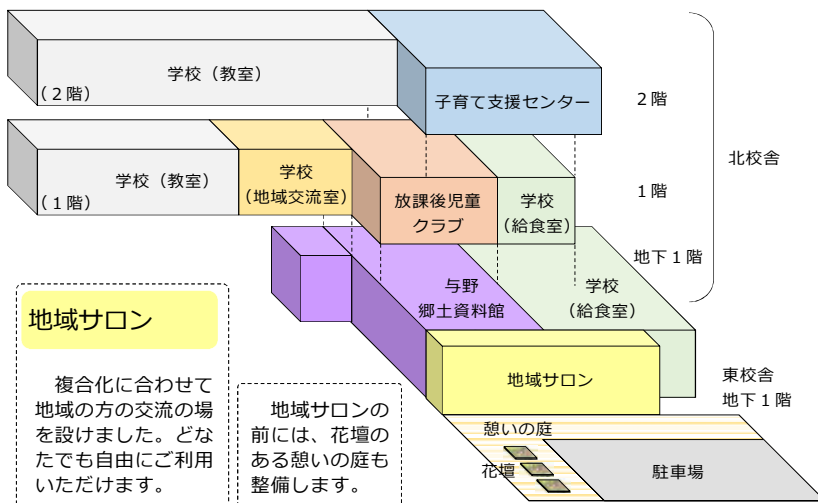 学校（教室）
（２階）
子育て支援センター
２階
北校舎
学校（教室）
（１階）
学校
（地域交流室）
放課後児童
クラブ
学校
（給食室）
１階
地下１階
与野
郷土資料館
学校
（給食室）
地域サロン
複合化に合わせて
地域の方の交流の場
を設けました。どな
たでも自由にご利用
いただけます。
地域サロンの
前には、花壇の
ある憩いの庭も
整備します。
地域サロン
東校舎
地下１階
憩いの庭
花壇
駐車場